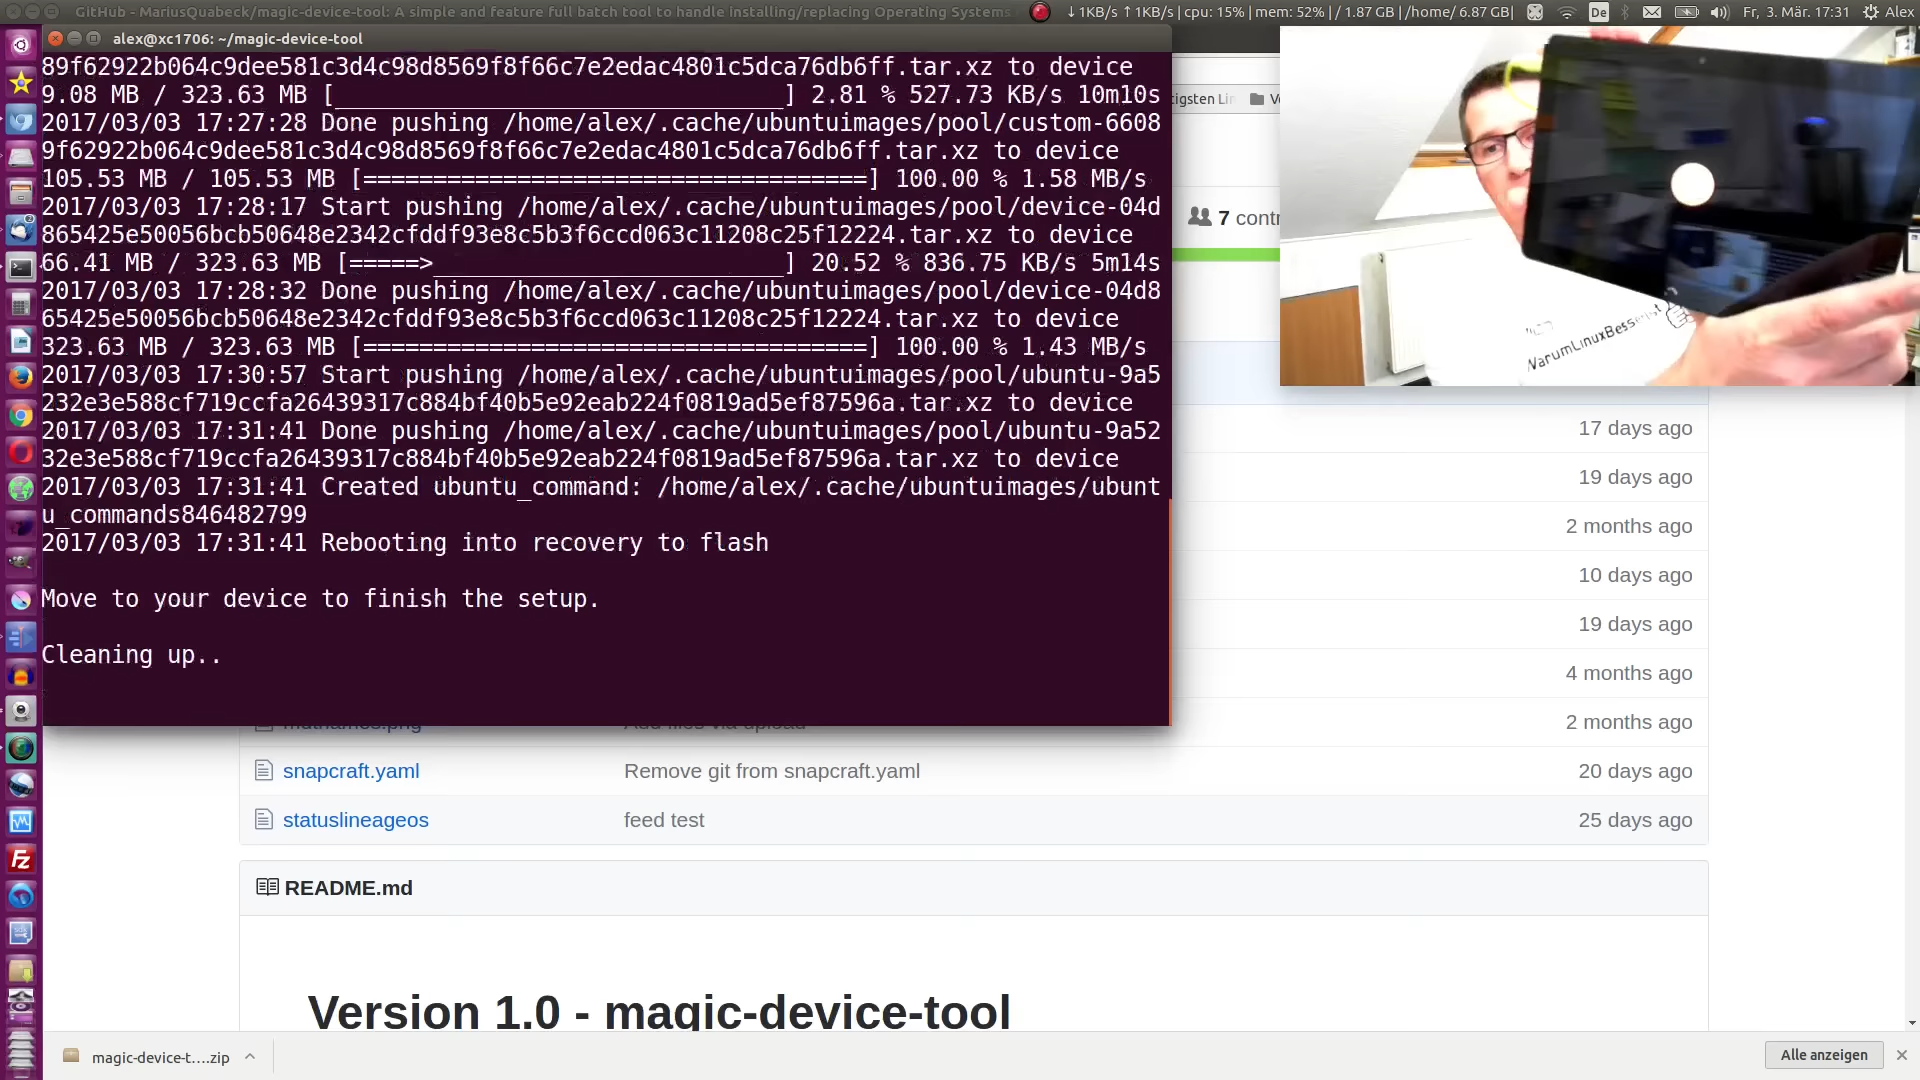 GitHub - MariusQuabeck/magic-device-tool: A simple and feature full batch tool to handle installing/replacing Operating Systems
↓1KB/s ↑1KB/s | cpu: 15% | mem: 52% | / 1.87 GB | /home/ 6.87 GB|
De
Fr, 3. Mär. 17:31
Alex
alex@xc1706: ~/magic-device-tool
89f62922b064c9dee581c3d4c98d8569f8f66c7e2edac4801c5dca76db6ff.tar.xz to device
9.08 MB / 323.63 MB [________________________________] 2.81 % 527.73 KB/s 10m10s
2017/03/03 17:27:28 Done pushing /home/alex/.cache/ubuntuimages/pool/custom-6608
9f62922b064c9dee581c3d4c98d8569f8f66c7e2edac4801c5dca76db6ff.tar.xz to device
105.53 MB / 105.53 MB [====================================] 100.00 % 1.58 MB/s
2017/03/03 17:28:17 Start pushing /home/alex/.cache/ubuntuimages/pool/device-04d
865425e50056bcb50648e2342cfddf93e8c5b3f6ccd063c11208c25f12224.tar.xz to device
66.41 MB / 323.63 MB [=====>_________________________] 20.52 % 836.75 KB/s 5m14s
2017/03/03 17:28:32 Done pushing /home/alex/.cache/ubuntuimages/pool/device-04d8
65425e50056bcb50648e2342cfddf93e8c5b3f6ccd063c11208c25f12224.tar.xz to device
323.63 MB / 323.63 MB [====================================] 100.00 % 1.43 MB/s
2017/03/03 17:30:57 Start pushing /home/alex/.cache/ubuntuimages/pool/ubuntu-9a5
232e3e588cf719ccfa26439317c884bf40b5e92eab224f0819ad5ef87596a.tar.xz to device
2017/03/03 17:31:41 Done pushing /home/alex/.cache/ubuntuimages/pool/ubuntu-9a52
32e3e588cf719ccfa26439317c884bf40b5e92eab224f0819ad5ef87596a.tar.xz to device
2017/03/03 17:31:41 Created ubuntu_command: /home/alex/.cache/ubuntuimages/ubunt
u_commands846482799
2017/03/03 17:31:41 Rebooting into recovery to flash
Move to your device to finish the setup.
Cleaning up..
7 contr
WarumLinuxBesserIst
17 days ago
19 days ago
2 months ago
10 days ago
19 days ago
4 months ago
mdtnames.png Add files via upload 2 months ago
snapcraft.yaml Remove git from snapcraft.yaml 20 days ago
statuslineageos feed test 25 days ago
README.md
Version 1.0 - magic-device-tool
magic-device-t....zip
Alle anzeigen